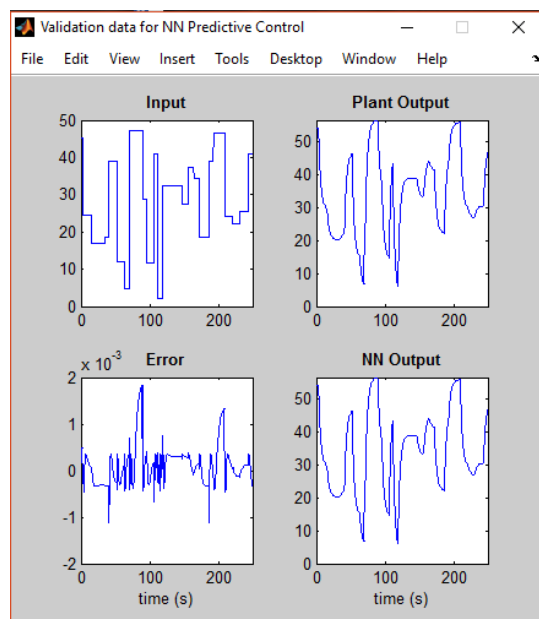 Validation data for NN Predictive Control
File Edit View Insert Tools Desktop Window Help
Input
50
40
30
20
10
0
0 100 200
Plant Output
50
40
30
20
10
0
0 100 200
Error
x 10^-3
2
1
0
-1
-2
0 100 200
time (s)
NN Output
50
40
30
20
10
0
0 100 200
time (s)